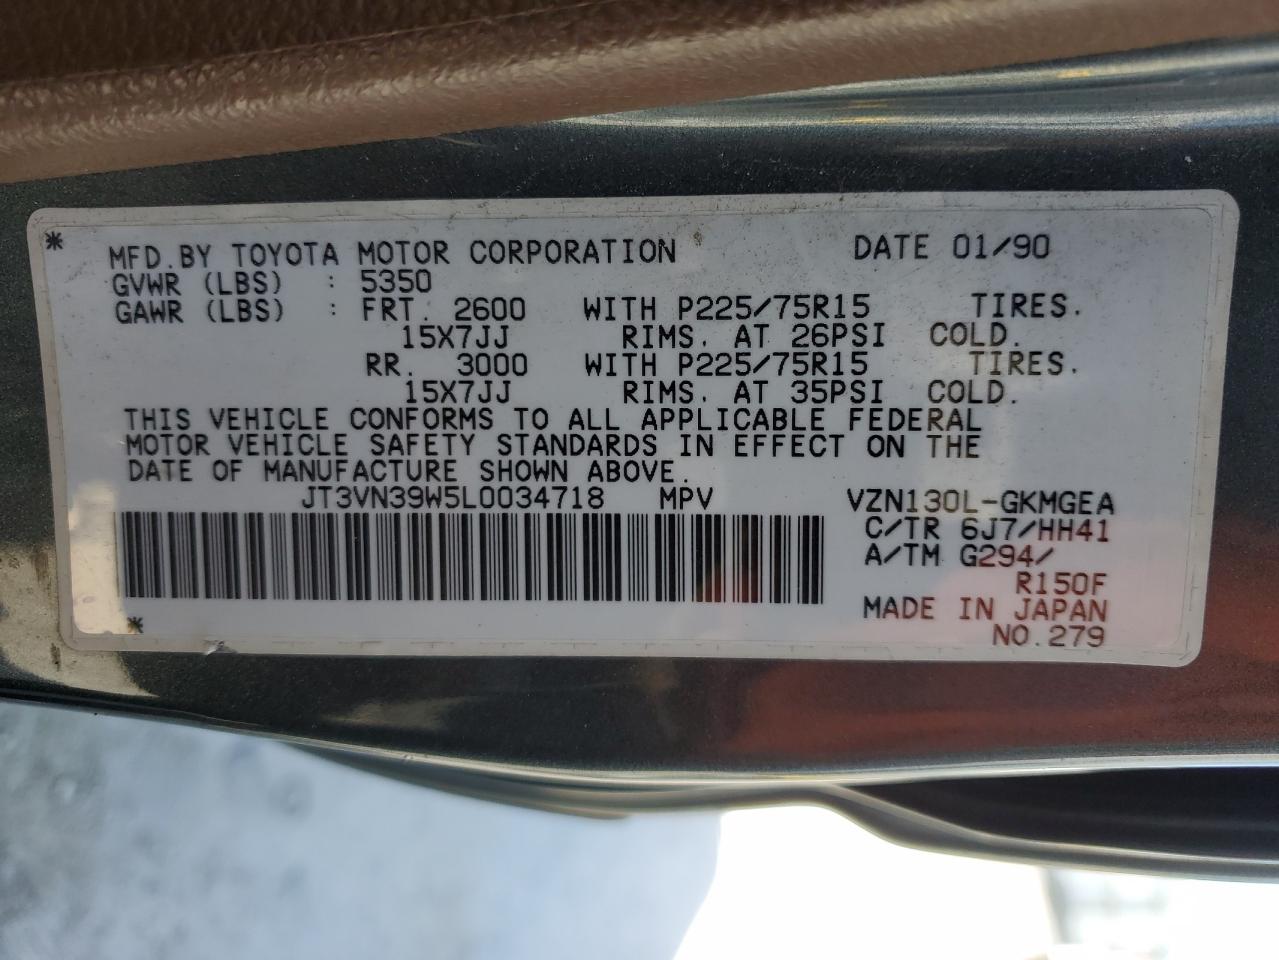 *
MFD.BY TOYOTA MOTOR CORPORATION DATE 01/90
GVWR (LBS) : 5350
GAWR (LBS) : FRT. 2600 WITH P225/75R15 TIRES.
15X7JJ RIMS. AT 26PSI COLD.
RR. 3000 WITH P225/75R15 TIRES.
15X7JJ RIMS. AT 35PSI COLD.
THIS VEHICLE CONFORMS TO ALL APPLICABLE FEDERAL
MOTOR VEHICLE SAFETY STANDARDS IN EFFECT ON THE
DATE OF MANUFACTURE SHOWN ABOVE.
JT3VN39W5L0034718 MPV VZN130L-GKMGEA
C/TR 6J7/HH41
A/TM G294/
R150F
MADE IN JAPAN
* NO.279